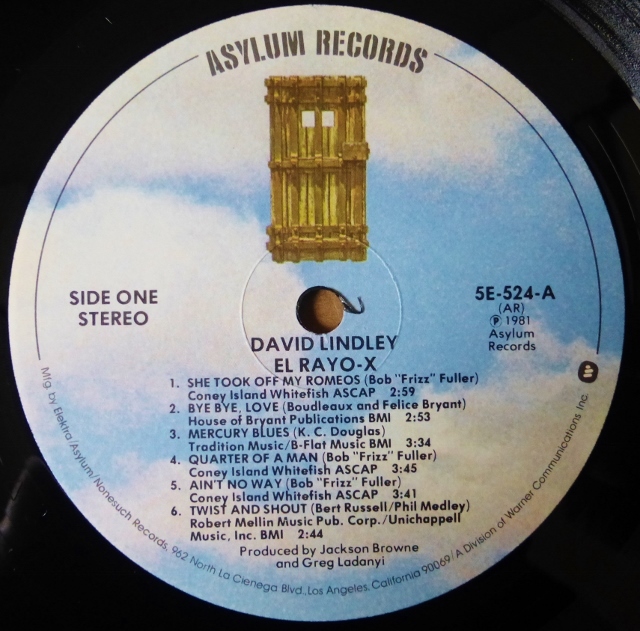 ASYLUM RECORDS
SIDE ONE
STEREO
5E-524-A
(AR)
℗ 1981
Asylum
Records
DAVID LINDLEY
EL RAYO-X
1. SHE TOOK OFF MY ROMEOS (Bob "Frizz" Fuller)
Coney Island Whitefish ASCAP 2:59
2. BYE BYE, LOVE (Boudleaux and Felice Bryant)
House of Bryant Publications BMI 2:53
3. MERCURY BLUES (K. C. Douglas)
Tradition Music/B-Flat Music BMI 3:34
4. QUARTER OF A MAN (Bob "Frizz" Fuller)
Coney Island Whitefish ASCAP 3:45
5. AIN'T NO WAY (Bob "Frizz" Fuller)
Coney Island Whitefish ASCAP 3:41
6. TWIST AND SHOUT (Bert Russell/Phil Medley)
Robert Mellin Music Pub. Corp./Unichappell
Music, Inc. BMI 2:44
Produced by Jackson Browne
and Greg Ladanyi
Mfg by Elektra/Asylum/Nonesuch Records, 962 North La Cienega Blvd., Los Angeles, California 90069/A Division of Warner Communications Inc.